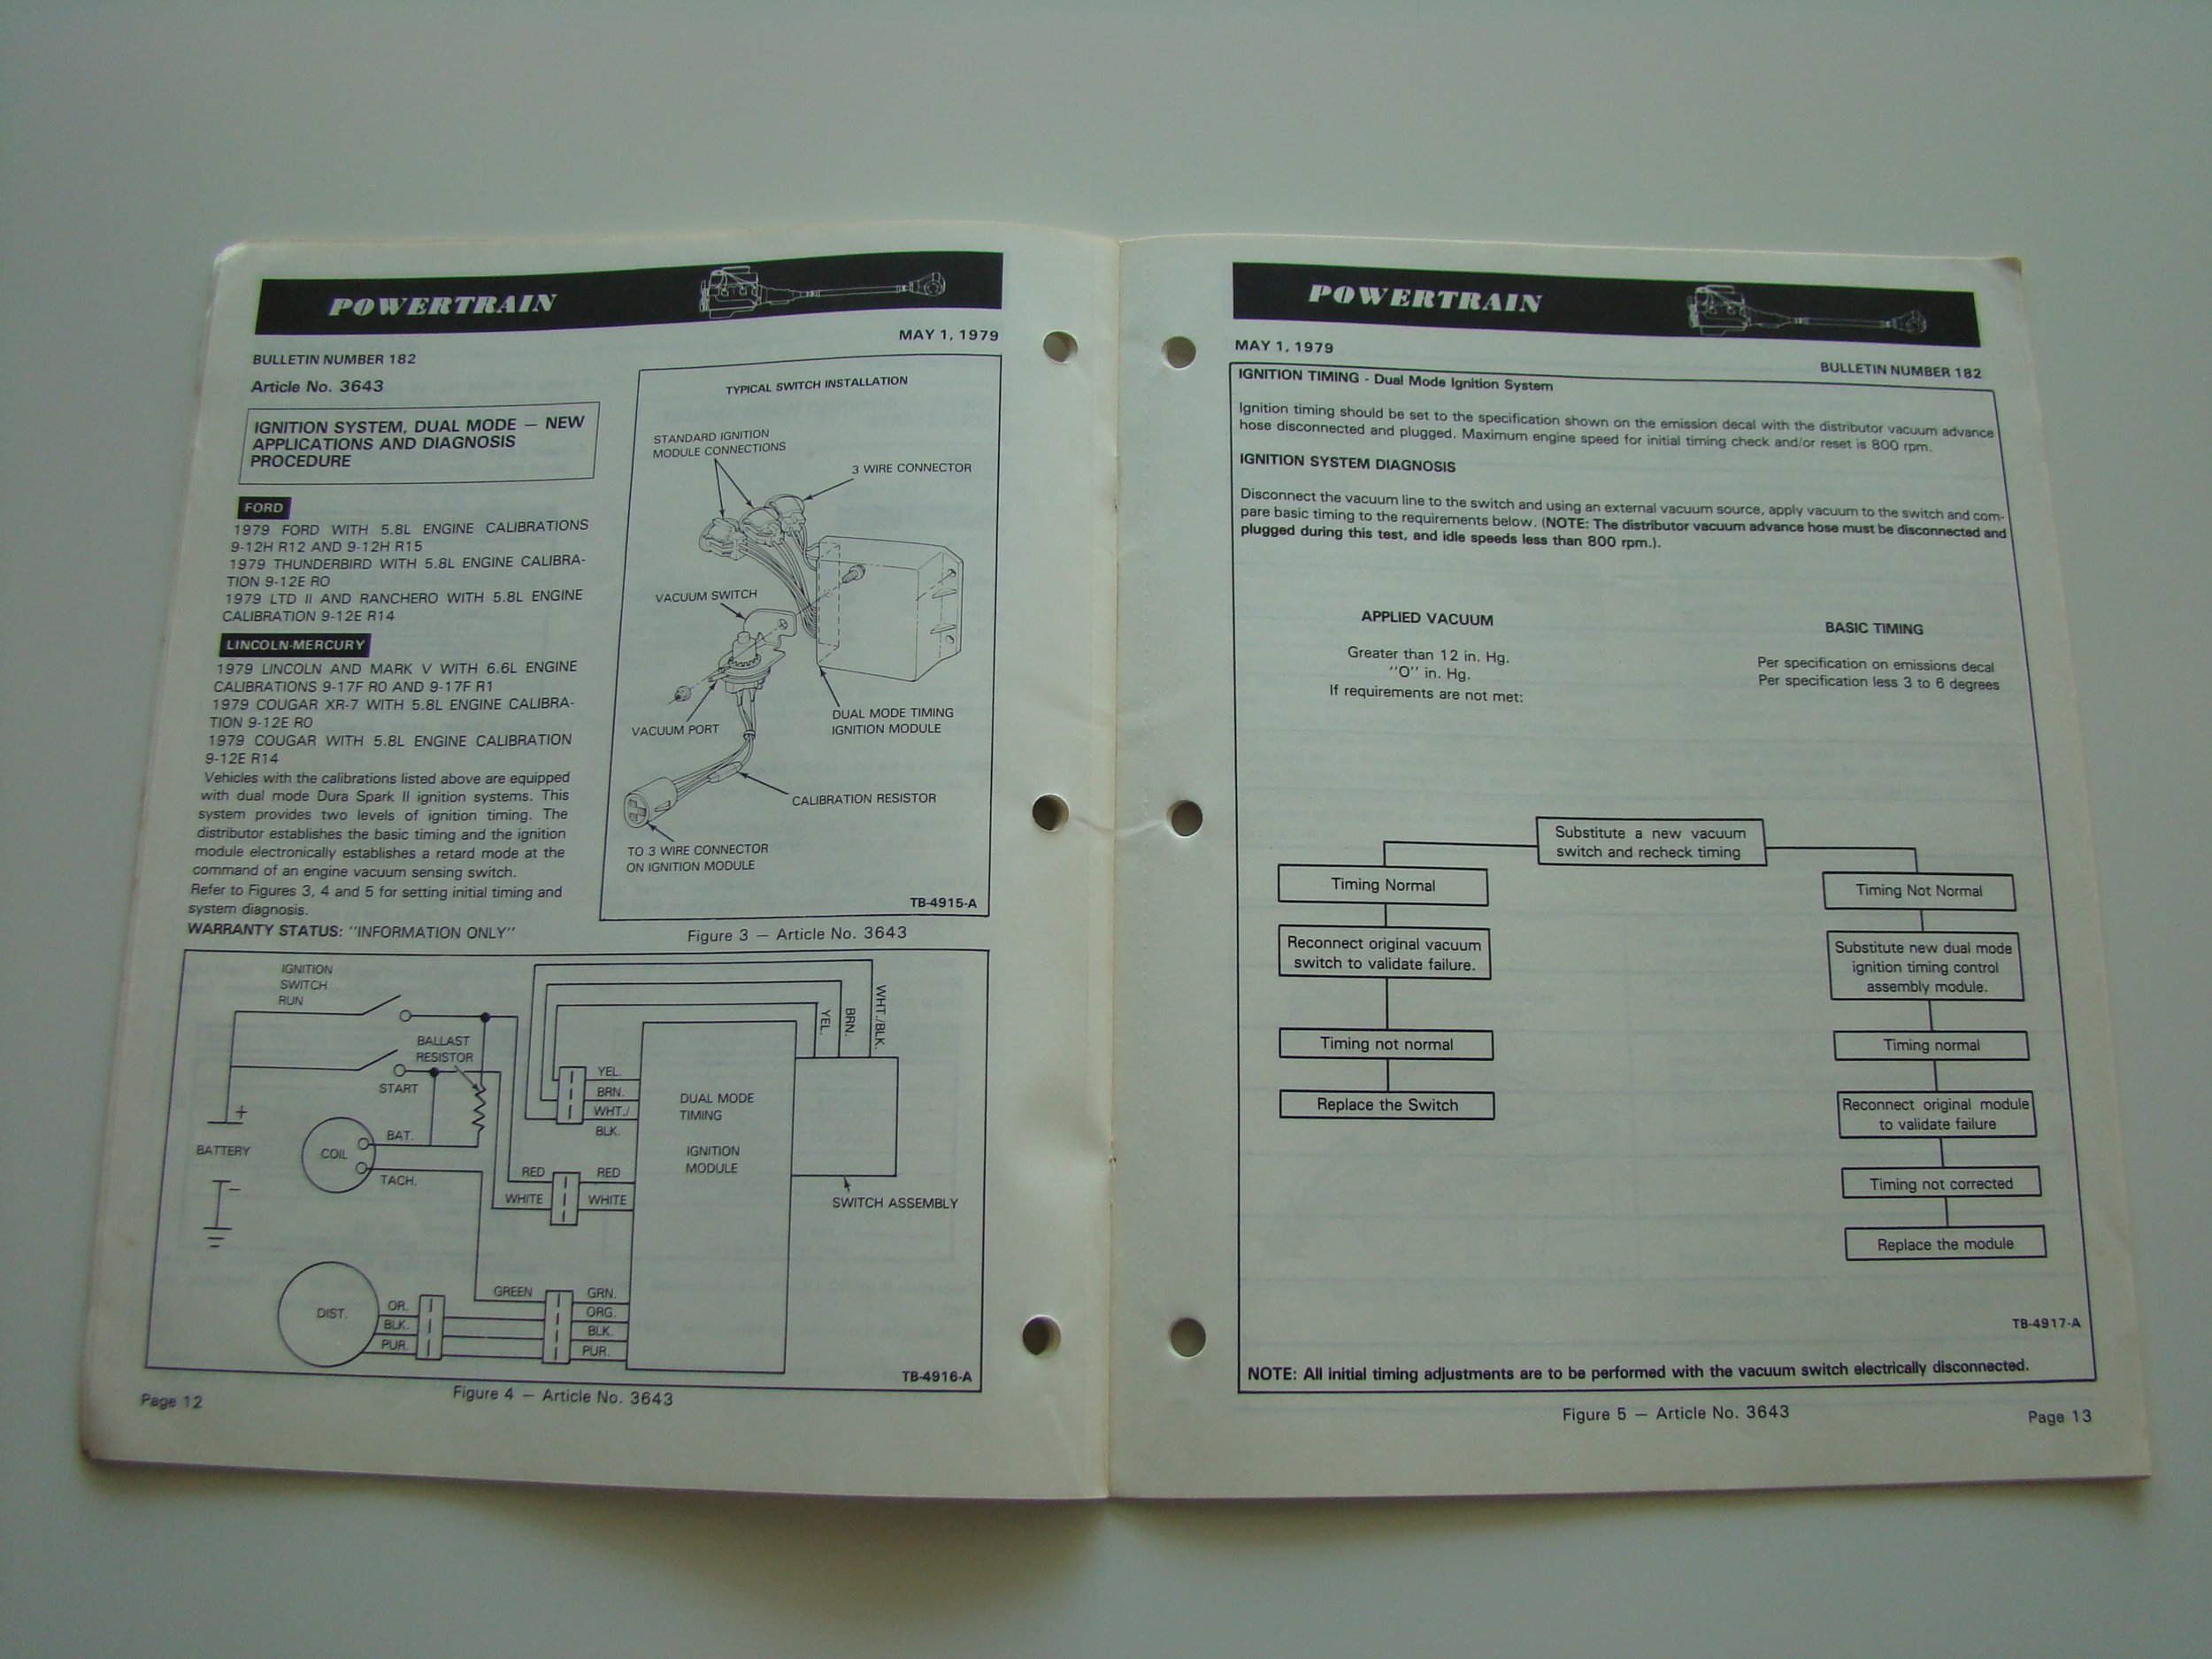 POWERTRAIN
MAY 1, 1979
BULLETIN NUMBER 182
Article No. 3643
IGNITION SYSTEM, DUAL MODE — NEW
APPLICATIONS AND DIAGNOSIS
PROCEDURE
FORD
1979 FORD WITH 5.8L ENGINE CALIBRATIONS
9-12H R12 AND 9-12H R15
1979 THUNDERBIRD WITH 5.8L ENGINE CALIBRA-
TION 9-12E RO
1979 LTD II AND RANCHERO WITH 5.8L ENGINE
CALIBRATION 9-12E R14
LINCOLN-MERCURY
1979 LINCOLN AND MARK V WITH 6.6L ENGINE
CALIBRATIONS 9-17F RO AND 9-17F R1
1979 COUGAR XR-7 WITH 5.8L ENGINE CALIBRA-
TION 9-12E RO
1979 COUGAR WITH 5.8L ENGINE CALIBRATION
9-12E R14
Vehicles with the calibrations listed above are equipped
with dual mode Dura Spark II ignition systems. This
system provides two levels of ignition timing. The
distributor establishes the basic timing and the ignition
module electronically establishes a retard mode at the
command of an engine vacuum sensing switch.
Refer to Figures 3, 4 and 5 for setting initial timing and
system diagnosis.
WARRANTY STATUS: "INFORMATION ONLY"
TYPICAL SWITCH INSTALLATION
STANDARD IGNITION
MODULE CONNECTIONS
3 WIRE CONNECTOR
VACUUM SWITCH
VACUUM PORT
DUAL MODE TIMING
IGNITION MODULE
CALIBRATION RESISTOR
TO 3 WIRE CONNECTOR
ON IGNITION MODULE
TB-4915-A
Figure 3 — Article No. 3643
IGNITION
SWITCH
RUN
BALLAST
RESISTOR
START
+
BATTERY
−
COIL
BAT.
TACH.
DIST.
OR.
BLK.
PUR.
YEL.
BRN.
WHT./BLK.
YEL.
BRN.
WHT./
BLK.
RED
RED
WHITE
WHITE
GREEN
GRN.
ORG.
BLK.
PUR.
DUAL MODE
TIMING
IGNITION
MODULE
SWITCH ASSEMBLY
TB-4916-A
Figure 4 — Article No. 3643
Page 12
POWERTRAIN
MAY 1, 1979
BULLETIN NUMBER 182
IGNITION TIMING - Dual Mode Ignition System
Ignition timing should be set to the specification shown on the emission decal with the distributor vacuum advance
hose disconnected and plugged. Maximum engine speed for initial timing check and/or reset is 800 rpm.
IGNITION SYSTEM DIAGNOSIS
Disconnect the vacuum line to the switch and using an external vacuum source, apply vacuum to the switch and com-
pare basic timing to the requirements below. (NOTE: The distributor vacuum advance hose must be disconnected and
plugged during this test, and idle speeds less than 800 rpm.).
APPLIED VACUUM
BASIC TIMING
Greater than 12 in. Hg.
Per specification on emissions decal
"O" in. Hg.
Per specification less 3 to 6 degrees
If requirements are not met:
Substitute a new vacuum
switch and recheck timing
Timing Normal
Reconnect original vacuum
switch to validate failure.
Timing not normal
Replace the Switch
Timing Not Normal
Substitute new dual mode
ignition timing control
assembly module.
Timing normal
Reconnect original module
to validate failure
Timing not corrected
Replace the module
TB-4917-A
NOTE: All initial timing adjustments are to be performed with the vacuum switch electrically disconnected.
Figure 5 — Article No. 3643
Page 13